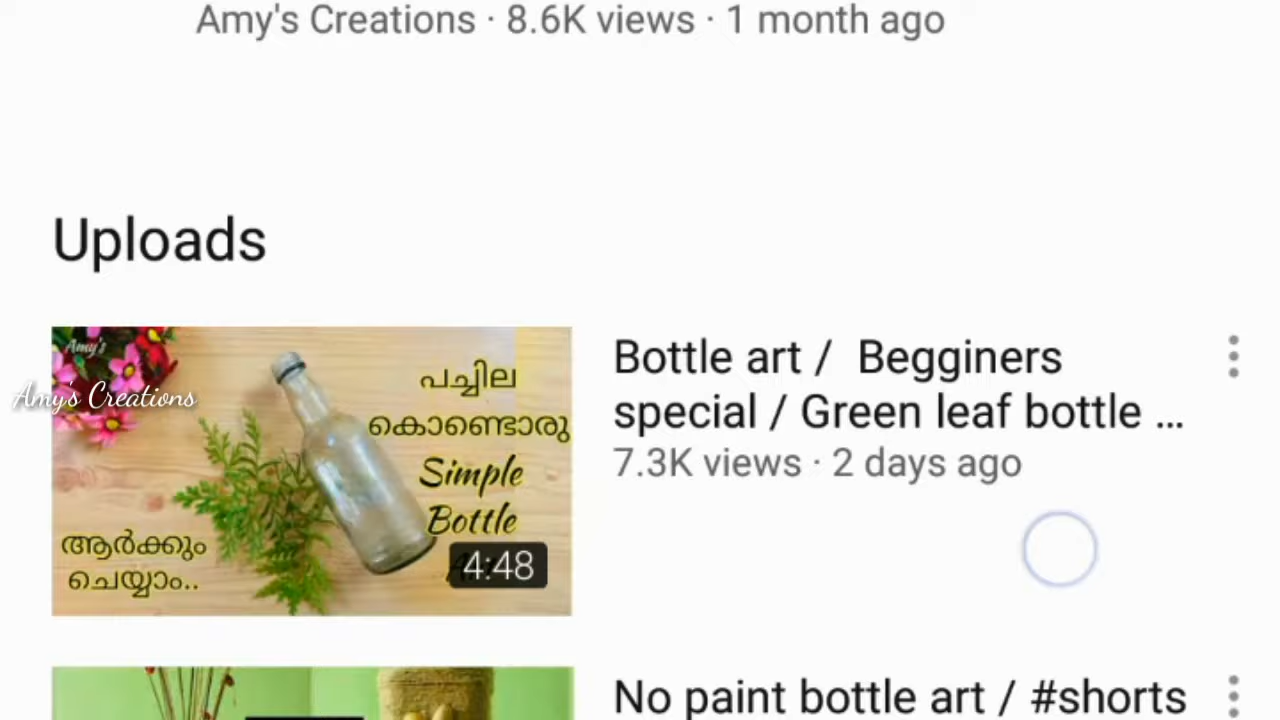 Amy's Creations · 8.6K views · 1 month ago
Uploads
Amy's
Amy's Creations
പച്ചില
കൊണ്ടൊരു
Simple
Bottle
ആർക്കും
ചെയ്യാം..
4:48
Bottle art / Begginers
special / Green leaf bottle ...
7.3K views · 2 days ago
No paint bottle art / #shorts